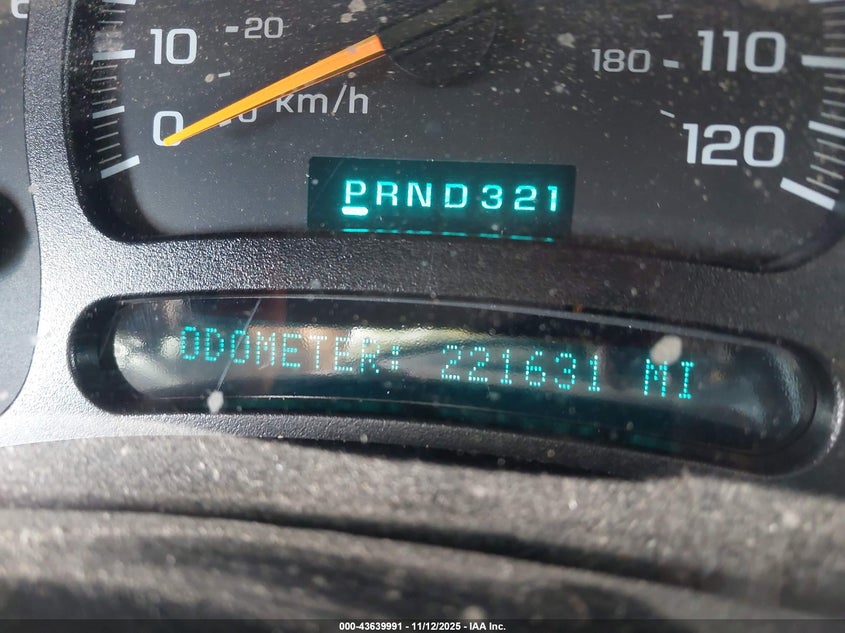 10 20 180 110
0 km/h 120
PRND321
ODOMETER: 221631 MI
000-43639991 - 11/12/2025 - IAA Inc.